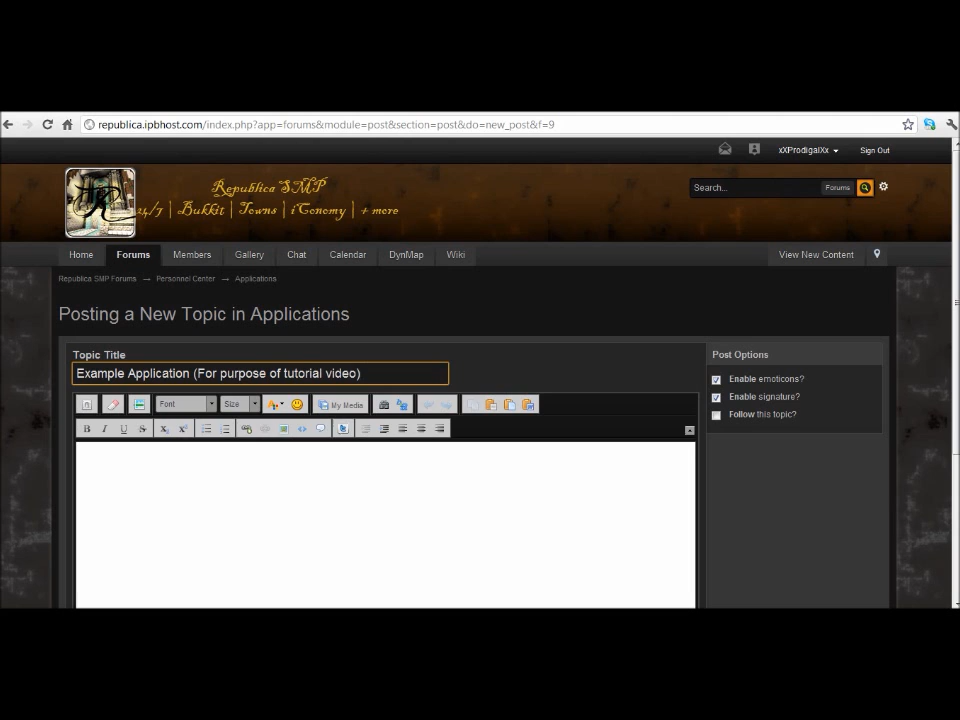 republica.ipbhost.com/index.php?app=forums&module=post&section=post&do=new_post&f=9
xXProdigalXx Sign Out
Republica SMP
24/7 | Bukkit | Towns | iConomy | + more
Search... Forums
Home Forums Members Gallery Chat Calendar DynMap Wiki View New Content
Republica SMP Forums → Personnel Center → Applications
Posting a New Topic in Applications
Topic Title
Example Application (For purpose of tutorial video)
Font Size My Media
B I U S X X
Post Options
Enable emoticons?
Enable signature?
Follow this topic?